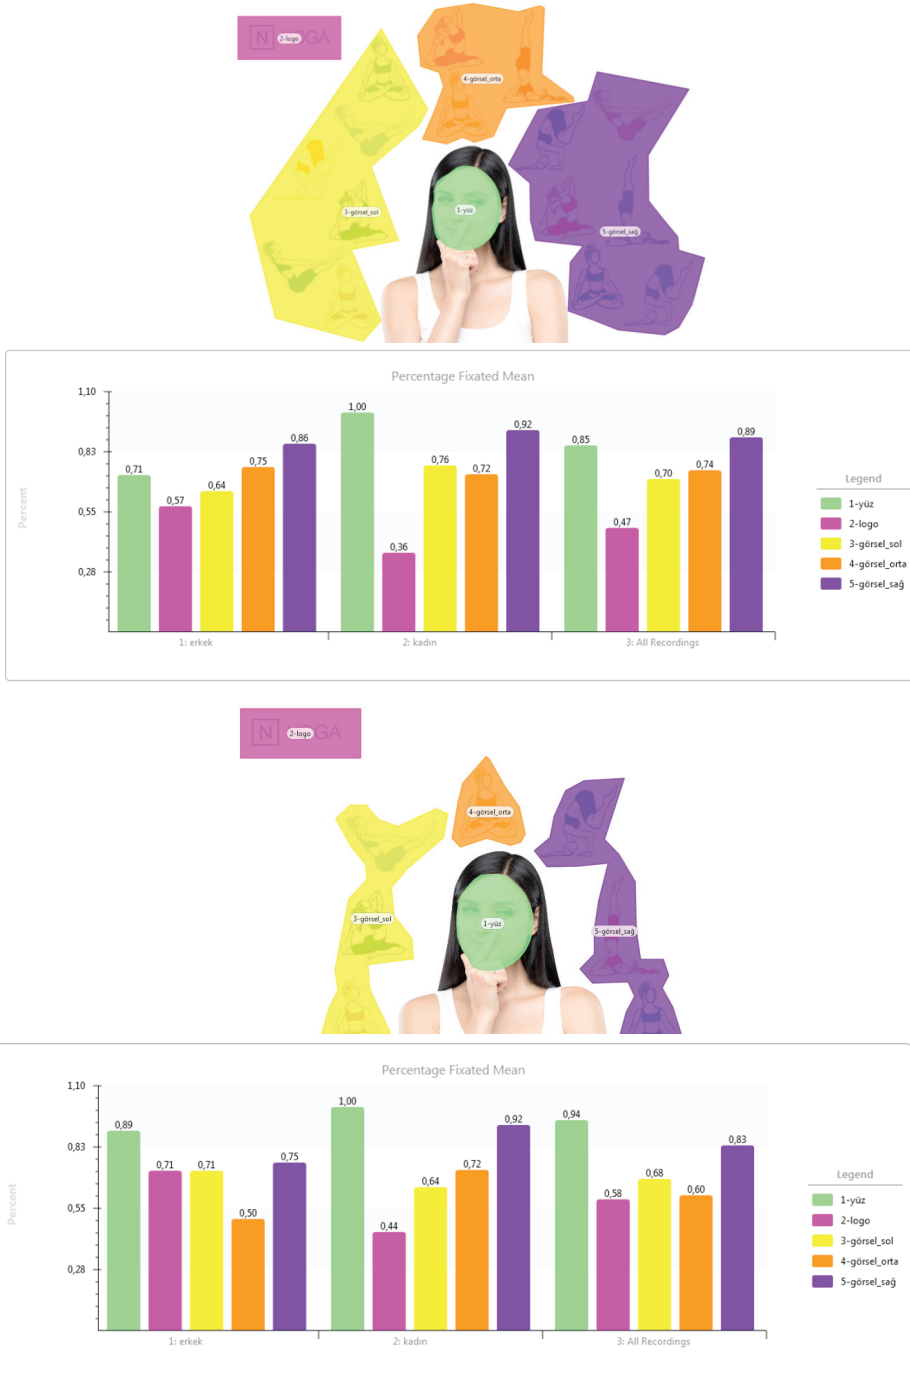 N YOGA
2-logo
4-görsel_orta
3-görsel_sol
1-yüz
5-görsel_sağ
Percentage Fixated Mean
Percent
1,10
0,83
0,55
0,28
0,71
0,57
0,64
0,75
0,86
1,00
0,36
0,76
0,72
0,92
0,85
0,47
0,70
0,74
0,89
1: erkek
2: kadın
3: All Recordings
Legend
1-yüz
2-logo
3-görsel_sol
4-görsel_orta
5-görsel_sağ
N YOGA
2-logo
4-görsel_orta
3-görsel_sol
1-yüz
5-görsel_sağ
Percentage Fixated Mean
Percent
1,10
0,83
0,55
0,28
0,89
0,71
0,71
0,50
0,75
1,00
0,44
0,64
0,72
0,92
0,94
0,58
0,68
0,60
0,83
1: erkek
2: kadın
3: All Recordings
Legend
1-yüz
2-logo
3-görsel_sol
4-görsel_orta
5-görsel_sağ